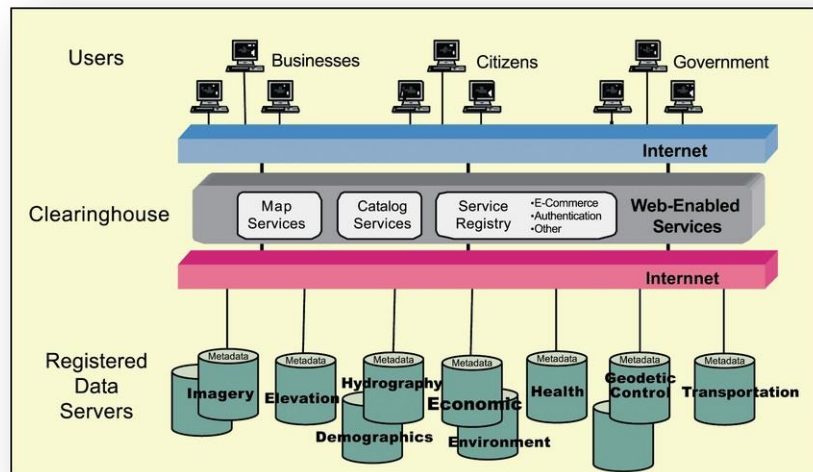 Users
Businesses
Citizens
Government
Internet
Clearinghouse
Map
Services
Catalog
Services
Service
Registry
•E-Commerce
•Authentication
•Other
Web-Enabled
Services
Internnet
Registered
Data
Servers
Metadata
Imagery
Metadata
Elevation
Metadata
Hydrography
Demographics
Metadata
Economic
Environment
Metadata
Health
Metadata
Geodetic
Control
Metadata
Transportation